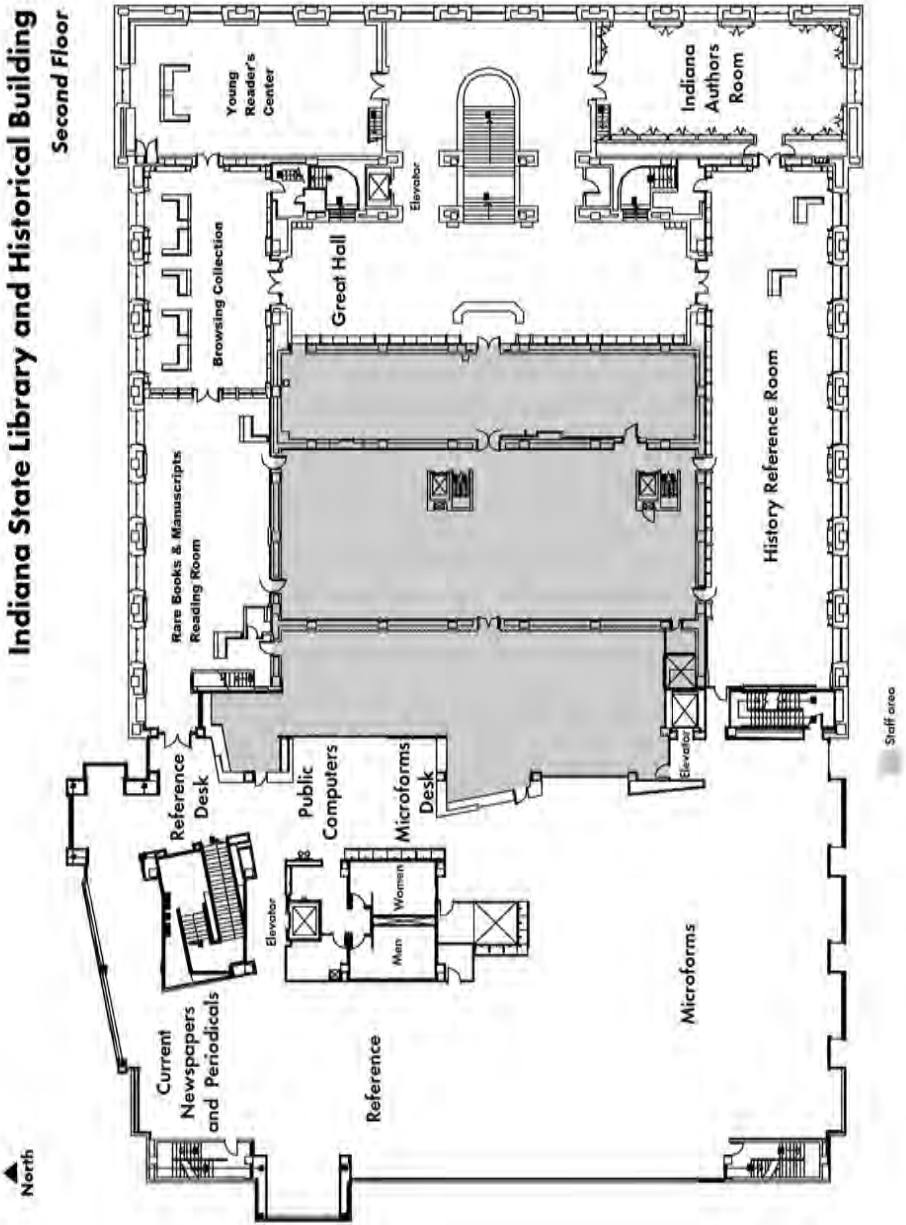 Indiana State Library and Historical Building
Second Floor
North
Current
Newspapers
and Periodicals
Reference
Desk
Rare Books & Manuscripts
Reading Room
Browsing Collection
Young
Reader's
Center
Elevator
Public
Computers
Great Hall
Elevator
Reference
Men
Women
Microforms
Desk
Microforms
Elevator
History Reference Room
Indiana
Authors
Room
Staff area